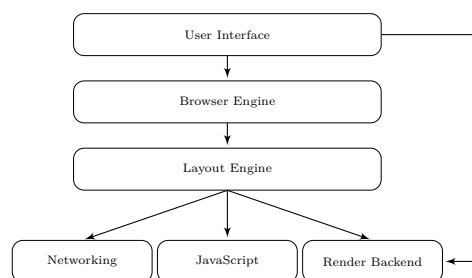 User Interface
Browser Engine
Layout Engine
Networking JavaScript Render Backend